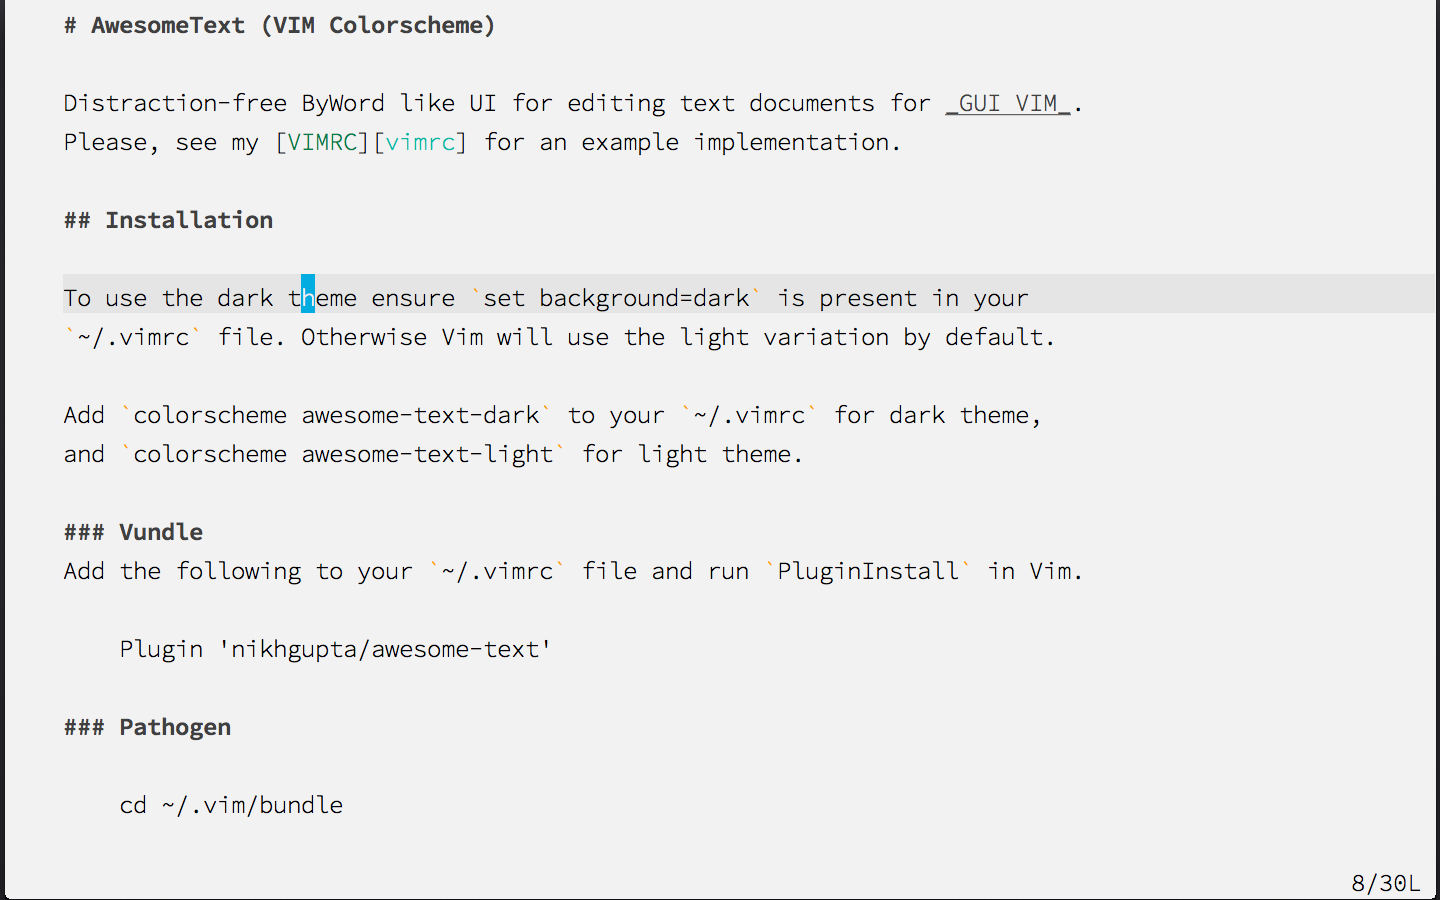 # AwesomeText (VIM Colorscheme)
Distraction-free ByWord like UI for editing text documents for _GUI VIM_.
Please, see my [VIMRC][vimrc] for an example implementation.
## Installation
To use the dark theme ensure `set background=dark` is present in your
`~/.vimrc` file. Otherwise Vim will use the light variation by default.
Add `colorscheme awesome-text-dark` to your `~/.vimrc` for dark theme,
and `colorscheme awesome-text-light` for light theme.
### Vundle
Add the following to your `~/.vimrc` file and run `PluginInstall` in Vim.
Plugin 'nikhgupta/awesome-text'
### Pathogen
cd ~/.vim/bundle
8/30L